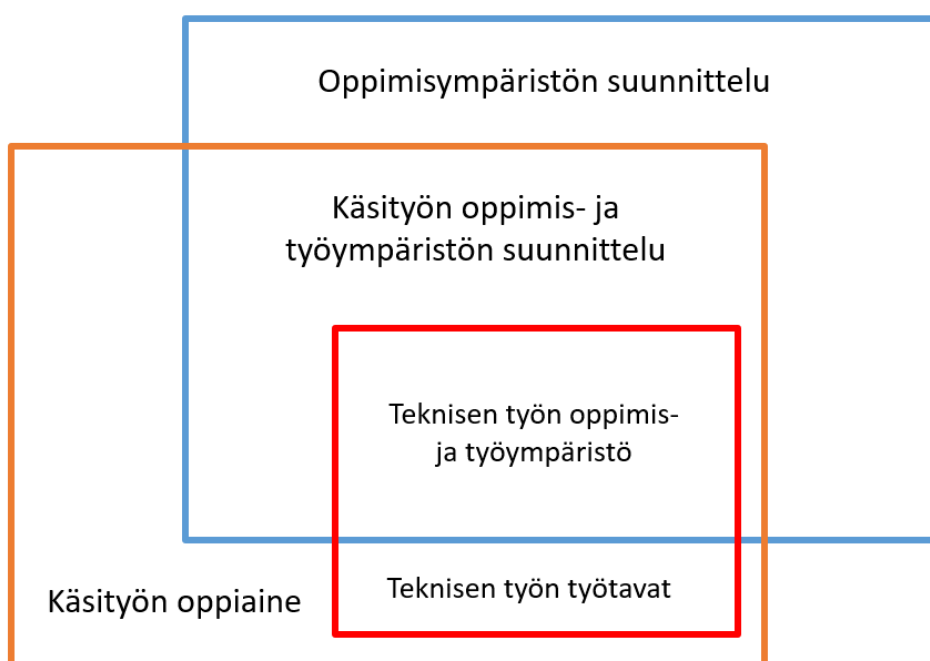 Oppimisympäristön suunnittelu
Käsityön oppimis- ja
työympäristön suunnittelu
Teknisen työn oppimis-
ja työympäristö
Teknisen työn työtavat
Käsityön oppiaine